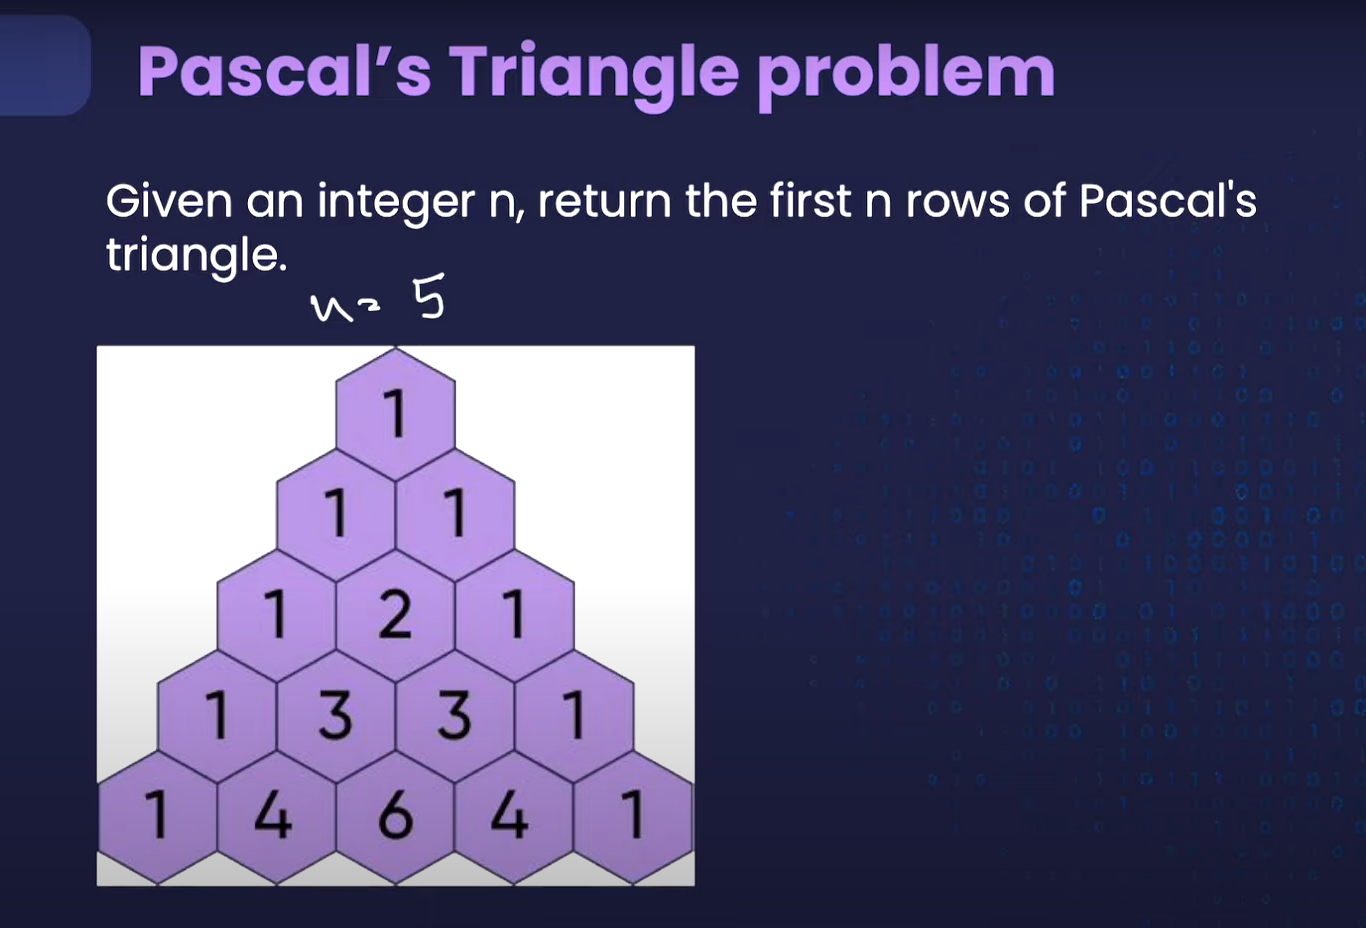 Pascal's Triangle problem
Given an integer n, return the first n rows of Pascal's
triangle.
n= 5
1
1 1
1 2 1
1 3 3 1
1 4 6 4 1